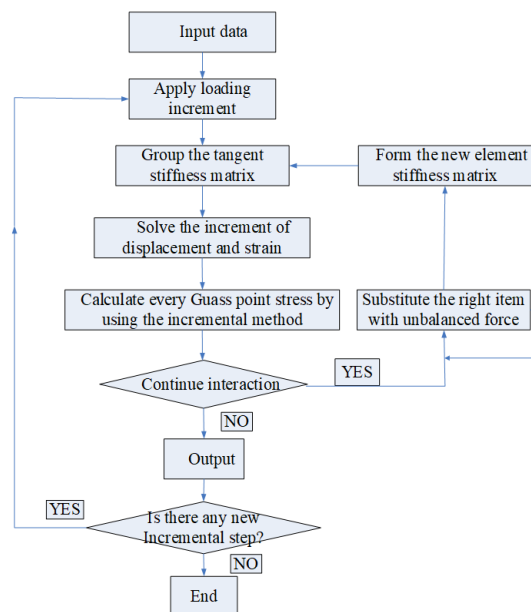 Input data
Apply loading
increment
Group the tangent
stiffness matrix
Form the new element
stiffness matrix
Solve the increment of
displacement and strain
Calculate every Guass point stress by
using the incremental method
Substitute the right item
with unbalanced force
Continue interaction
YES
NO
Output
YES
Is there any new
Incremental step?
NO
End